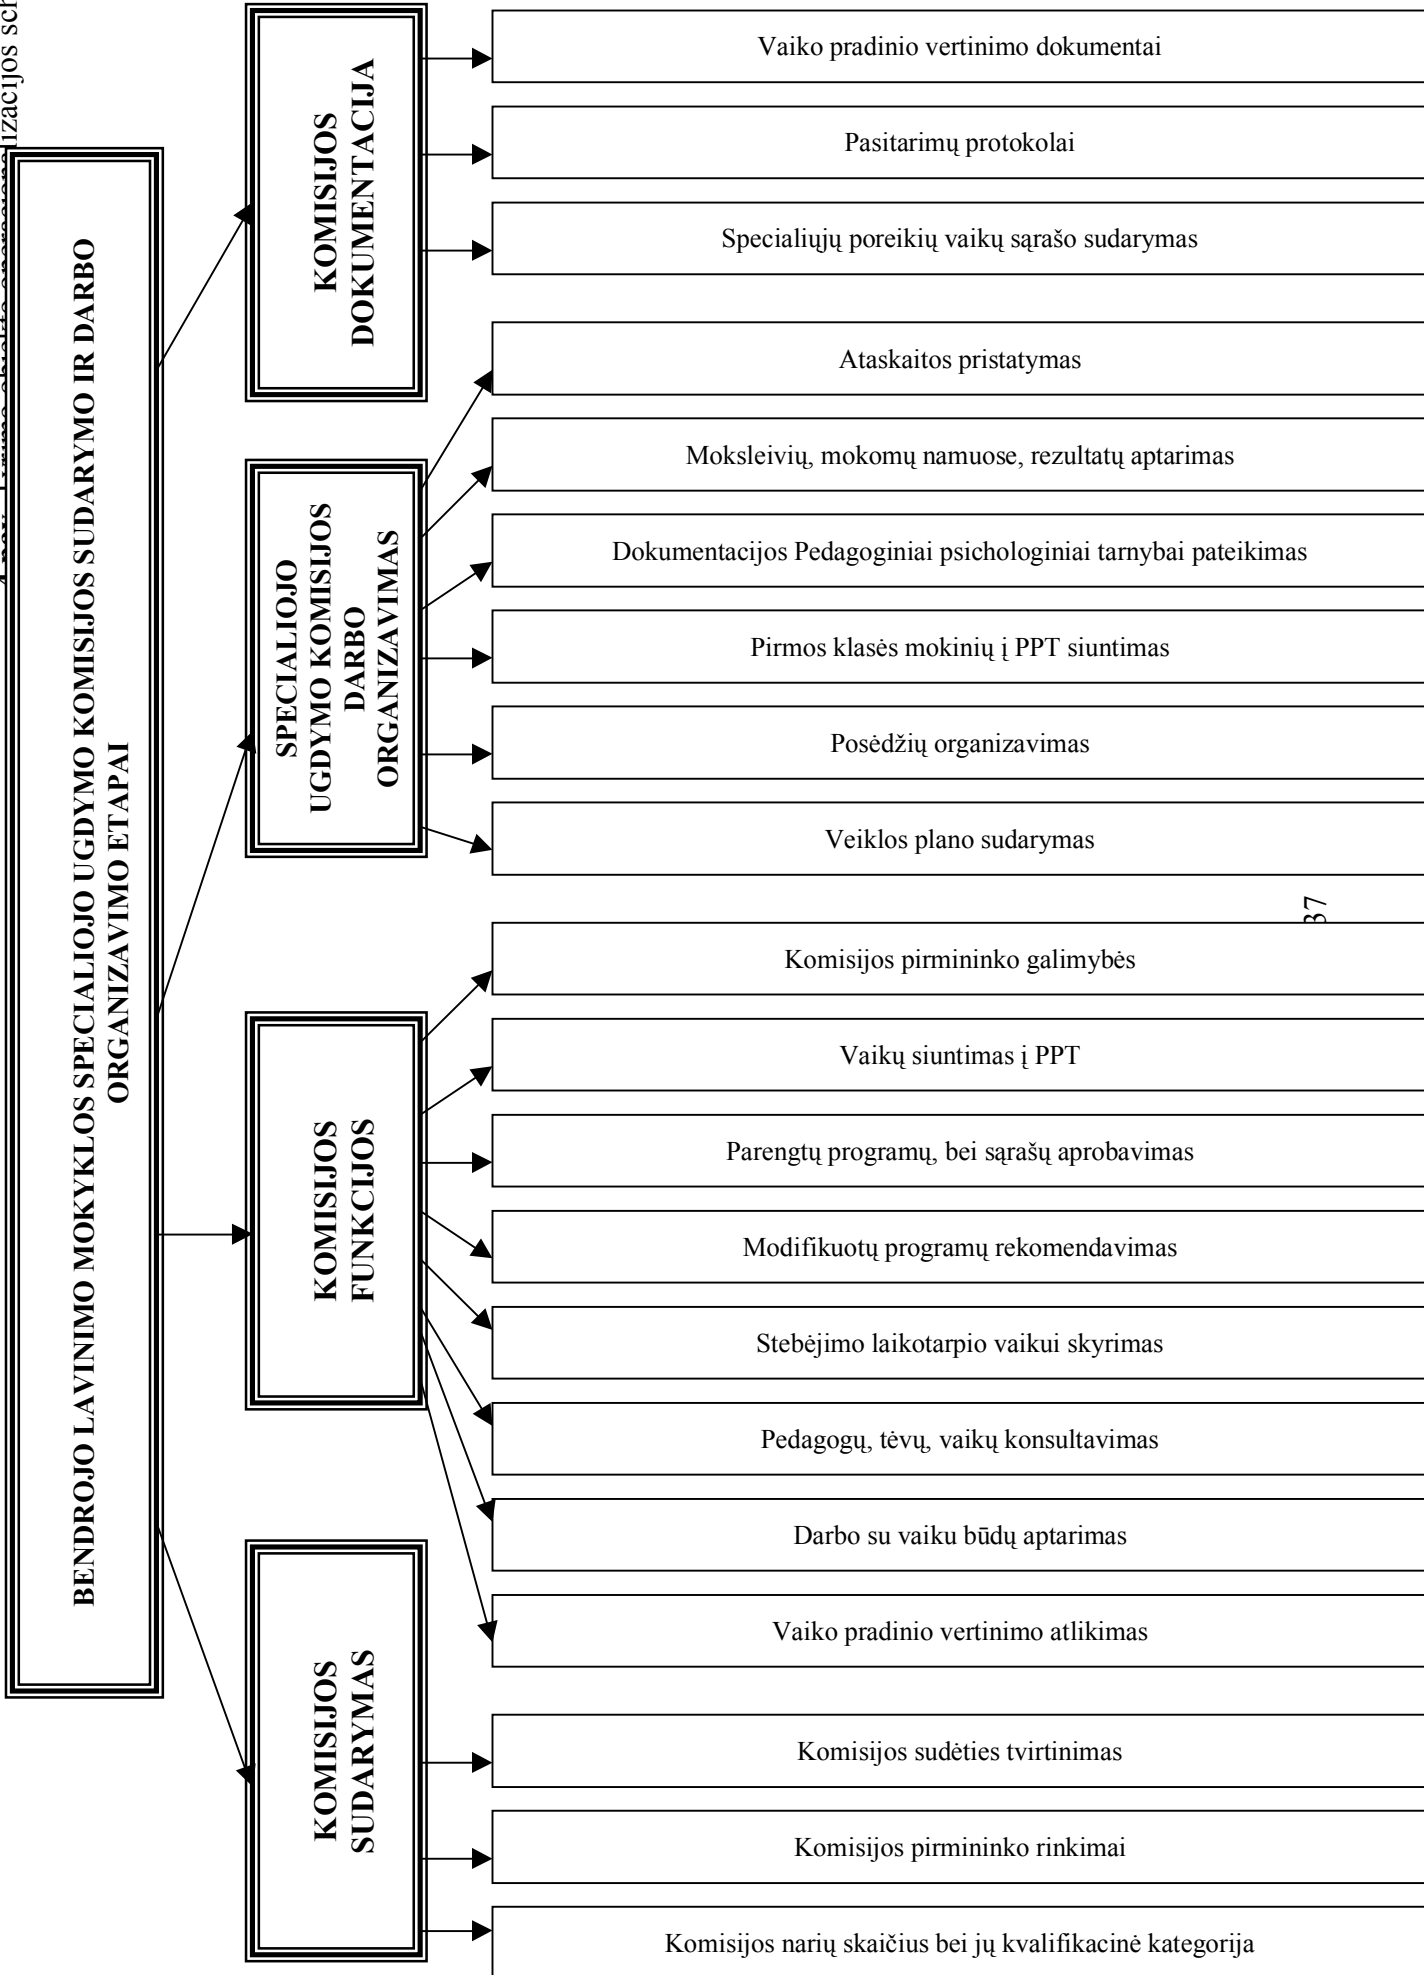 BENDROJO LAVINIMO MOKYKLOS SPECIALIOJO UGDYMO KOMISIJOS SUDARYMO IR DARBO
ORGANIZAVIMO ETAPAI
KOMISIJOS
DOKUMENTACIJA
Vaiko pradinio vertinimo dokumentai
Pasitarimų protokolai
Specialiųjų poreikių vaikų sąrašo sudarymas
SPECIALIOJO
UGDYMO KOMISIJOS
DARBO
ORGANIZAVIMAS
Ataskaitos pristatymas
Moksleivių, mokomų namuose, rezultatų aptarimas
Dokumentacijos Pedagoginiai psichologiniai tarnybai pateikimas
Pirmos klasės mokinių į PPT siuntimas
Posėdžių organizavimas
Veiklos plano sudarymas
37
KOMISIJOS
FUNKCIJOS
Komisijos pirmininko galimybės
Vaikų siuntimas į PPT
Parengtų programų, bei sąrašų aprobavimas
Modifikuotų programų rekomendavimas
Stebėjimo laikotarpio vaikui skyrimas
Pedagogų, tėvų, vaikų konsultavimas
Darbo su vaiku būdų aptarimas
Vaiko pradinio vertinimo atlikimas
KOMISIJOS
SUDARYMAS
Komisijos sudėties tvirtinimas
Komisijos pirmininko rinkimai
Komisijos narių skaičius bei jų kvalifikacinė kategorija